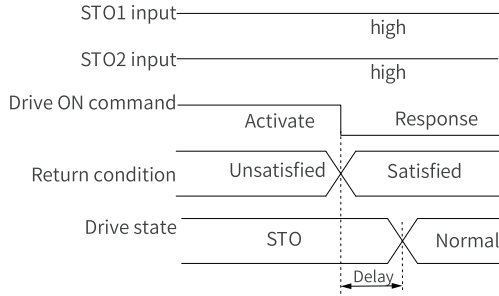 STO1 input
high
STO2 input
high
Drive ON command
Activate
Response
Return condition
Unsatisfied
Satisfied
Drive state
STO
Normal
Delay